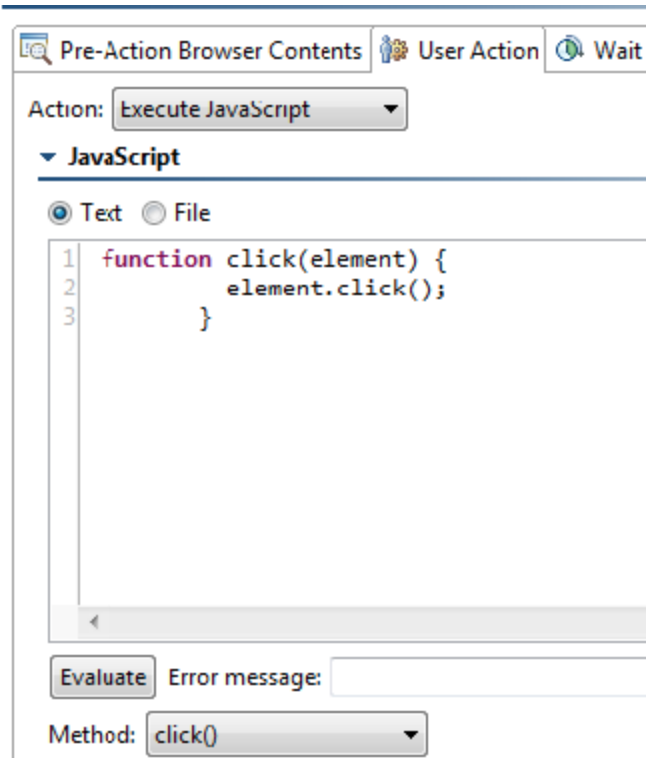 Pre-Action Browser Contents User Action Wait
Action: Execute JavaScript
JavaScript
Text File
1 function click(element) {
2 element.click();
3 }
Evaluate Error message:
Method: click()